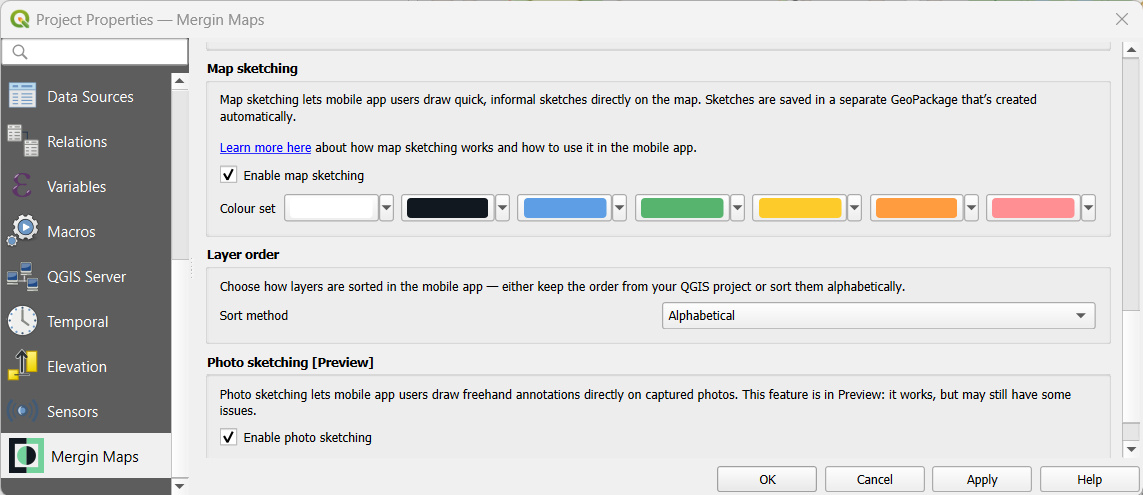 Project Properties — Mergin Maps
Data Sources
Relations
Variables
Macros
QGIS Server
Temporal
Elevation
Sensors
Mergin Maps
Map sketching
Map sketching lets mobile app users draw quick, informal sketches directly on the map. Sketches are saved in a separate GeoPackage that’s created
automatically.
Learn more here about how map sketching works and how to use it in the mobile app.
Enable map sketching
Colour set
Layer order
Choose how layers are sorted in the mobile app — either keep the order from your QGIS project or sort them alphabetically.
Sort method Alphabetical
Photo sketching [Preview]
Photo sketching lets mobile app users draw freehand annotations directly on captured photos. This feature is in Preview: it works, but may still have some
issues.
Enable photo sketching
OK Cancel Apply Help